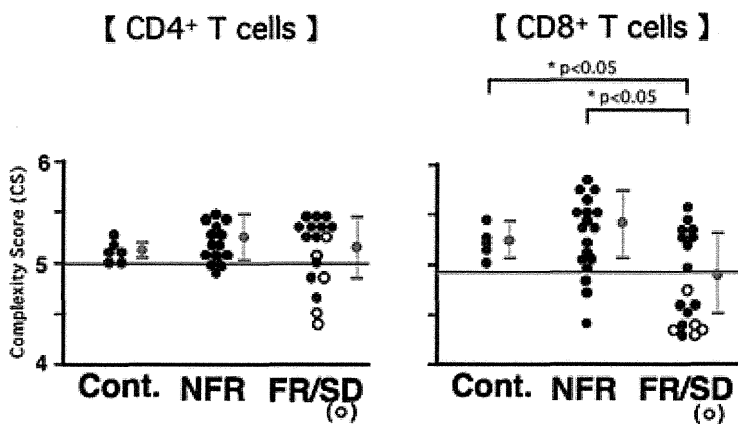 【 CD4⁺ T cells 】 【 CD8⁺ T cells 】
* p<0.05
* p<0.05
Complexity Score (CS)
6
5
4
Cont. NFR FR/SD Cont. NFR FR/SD
(o) (o)